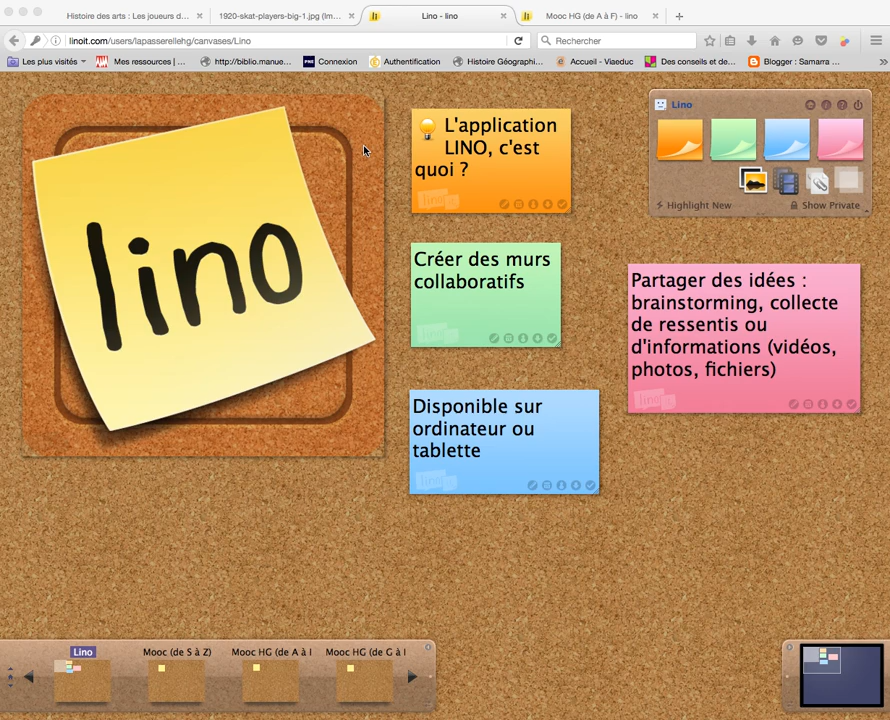 Histoire des arts : Les joueurs d...
1920-skat-players-big-1.jpg (Im...
Lino - lino
Mooc HG (de A à F) - lino
linoit.com/users/lapasserellehg/canvases/Lino
Rechercher
Les plus visités
Mes ressources | ...
http://biblio.manue...
PNE
Connexion
Authentification
Histoire Géographi...
Accueil - Viaeduc
Des conseils et de...
Blogger : Samarra ...
lino
L'application
LINO, c'est
quoi ?
Lino
Highlight New
Show Private
Créer des murs
collaboratifs
Partager des idées :
brainstorming, collecte
de ressentis ou
d'informations (vidéos,
photos, fichiers)
Disponible sur
ordinateur ou
tablette
Lino
Mooc (de S à Z)
Mooc HG (de A à l
Mooc HG (de G à l